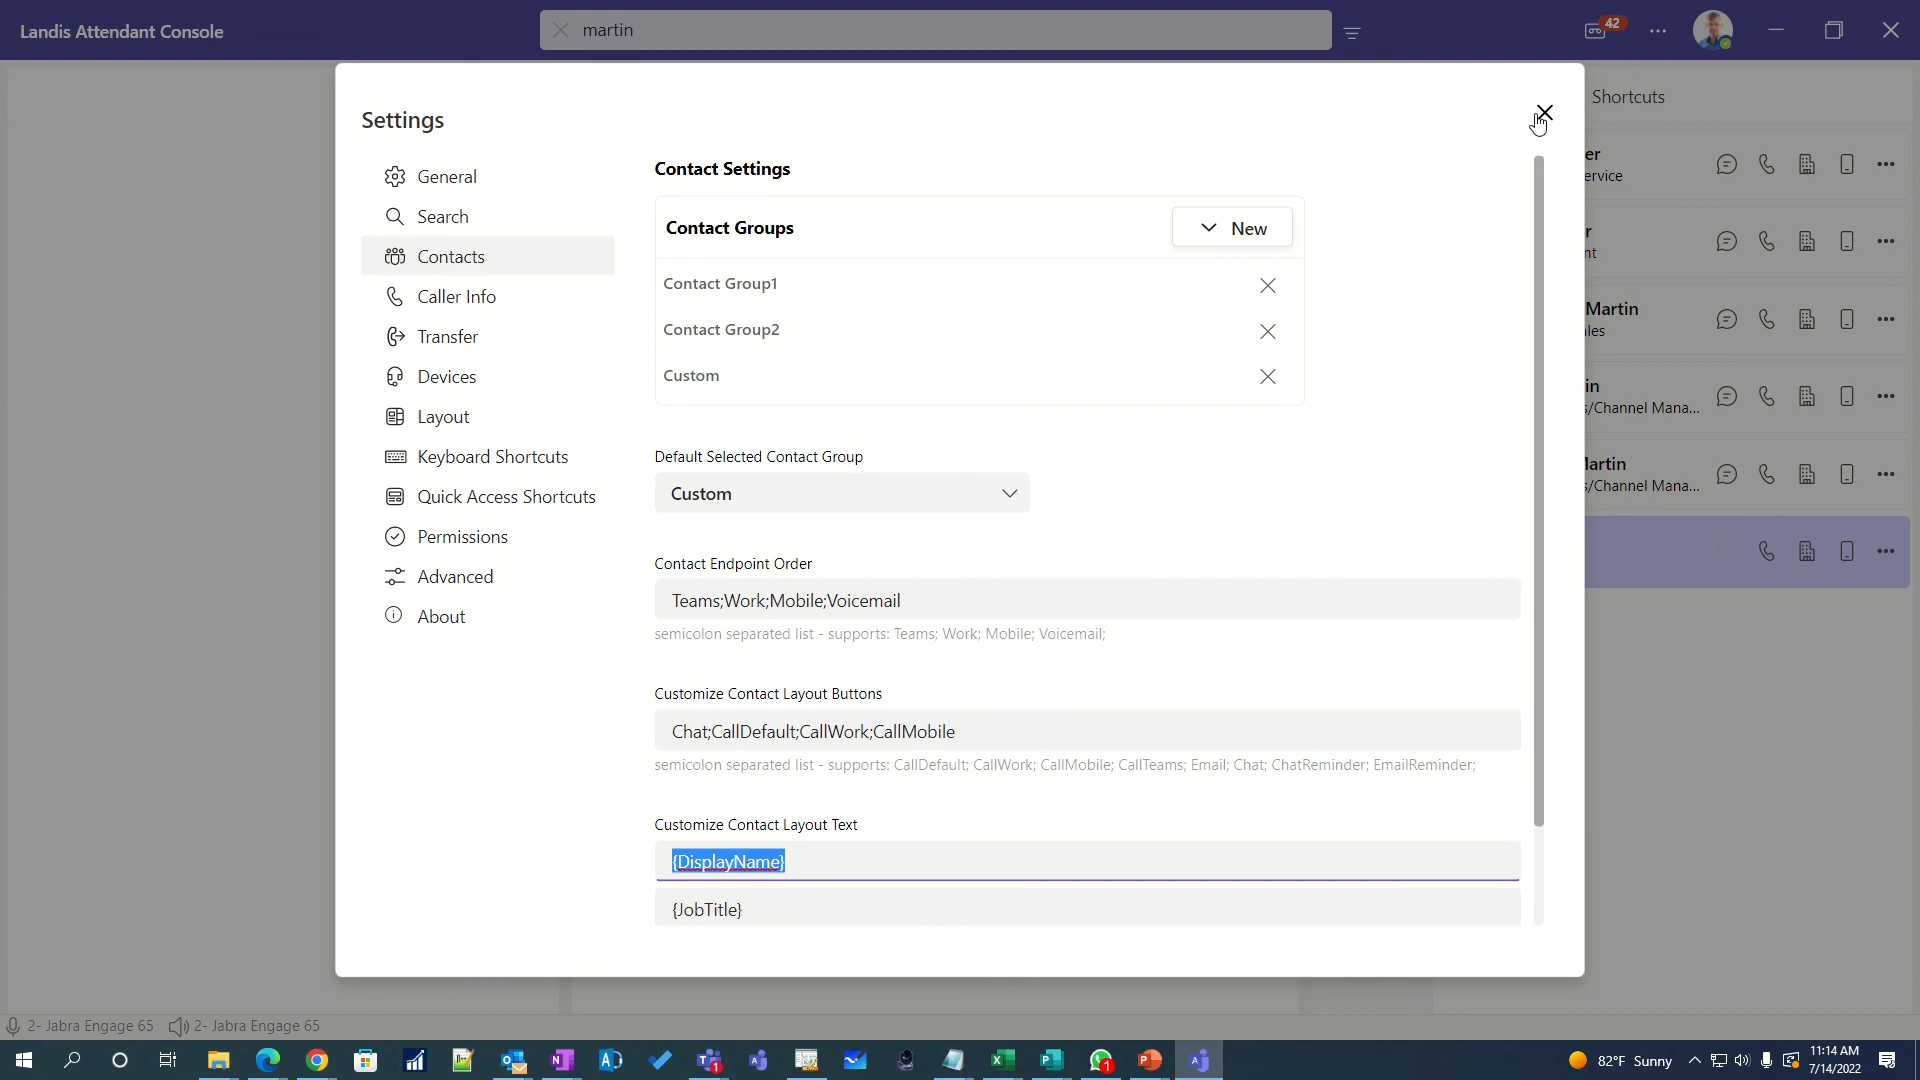 Landis Attendant Console
martin
42
Settings
Shortcuts
General
Search
Contacts
Caller Info
Transfer
Devices
Layout
Keyboard Shortcuts
Quick Access Shortcuts
Permissions
Advanced
About
Contact Settings
Contact Groups
New
Contact Group1
Contact Group2
Custom
Default Selected Contact Group
Custom
Contact Endpoint Order
Teams;Work;Mobile;Voicemail
semicolon separated list - supports: Teams; Work; Mobile; Voicemail;
Customize Contact Layout Buttons
Chat;CallDefault;CallWork;CallMobile
semicolon separated list - supports: CallDefault; CallWork; CallMobile; CallTeams; Email; Chat; ChatReminder; EmailReminder;
Customize Contact Layout Text
{DisplayName}
{JobTitle}
er
ervice
r
nt
Martin
les
in
s/Channel Mana...
Martin
s/Channel Mana...
2- Jabra Engage 65
2- Jabra Engage 65
82°F Sunny
11:14 AM
7/14/2022